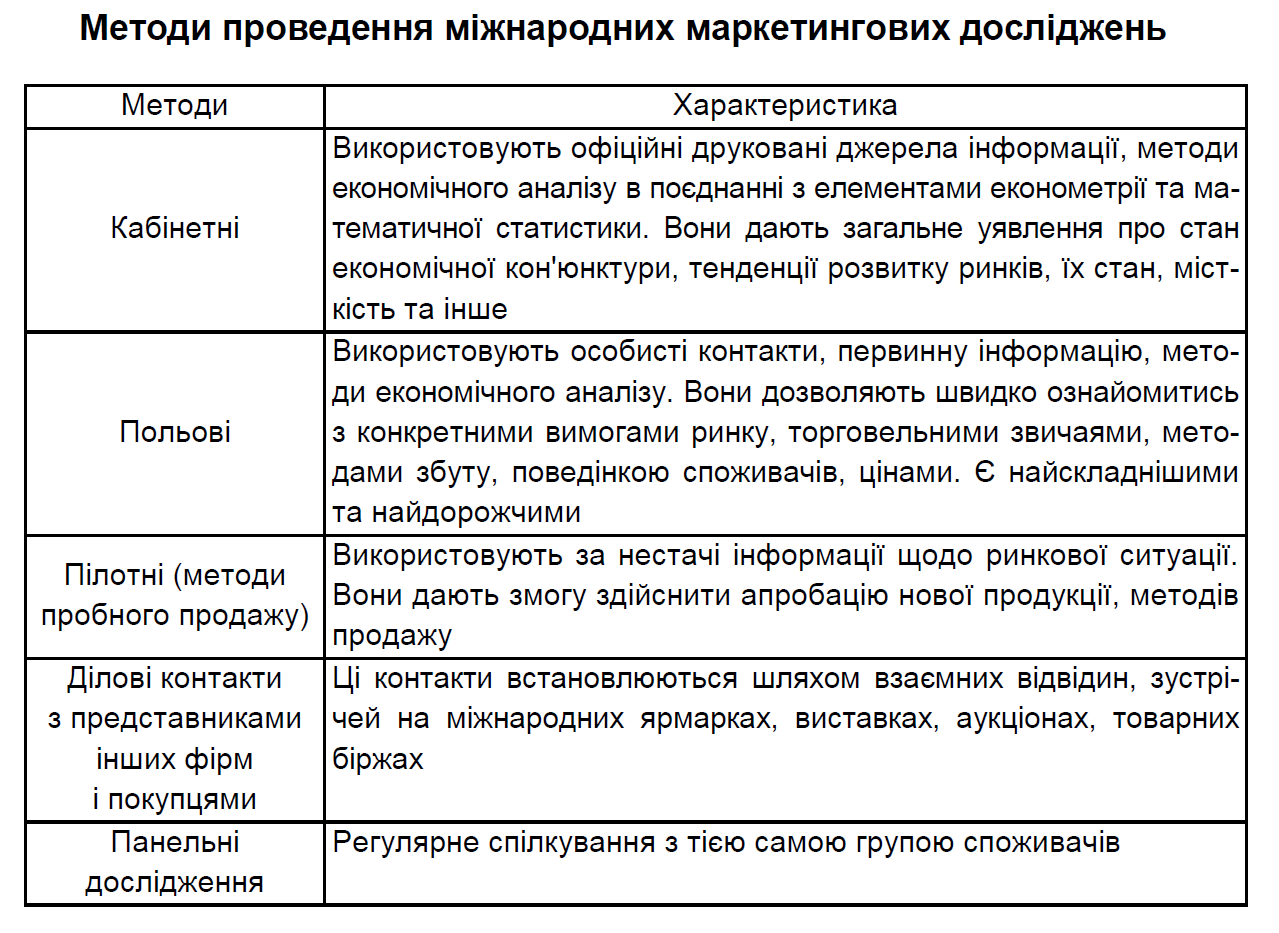 Методи проведення міжнародних маркетингових досліджень
Методи
Характеристика
Кабінетні
Використовують офіційні друковані джерела інформації, методи
економічного аналізу в поєднанні з елементами економетрії та ма-
тематичної статистики. Вони дають загальне уявлення про стан
економічної кон'юнктури, тенденції розвитку ринків, їх стан, міст-
кість та інше
Польові
Використовують особисті контакти, первинну інформацію, мето-
ди економічного аналізу. Вони дозволяють швидко ознайомитись
з конкретними вимогами ринку, торговельними звичаями, мето-
дами збуту, поведінкою споживачів, цінами. Є найскладнішими
та найдорожчими
Пілотні (методи
пробного продажу)
Використовують за нестачі інформації щодо ринкової ситуації.
Вони дають змогу здійснити апробацію нової продукції, методів
продажу
Ділові контакти
з представниками
інших фірм
і покупцями
Ці контакти встановлюються шляхом взаємних відвідин, зустрі-
чей на міжнародних ярмарках, виставках, аукціонах, товарних
біржах
Панельні
дослідження
Регулярне спілкування з тією самою групою споживачів